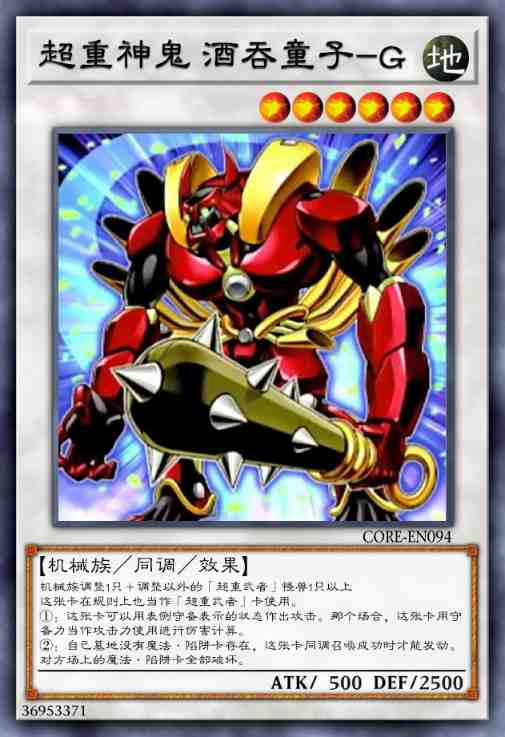 超重神鬼 酒吞童子-G
地
CORE-EN094
【机械族／同调／效果】
机械族调整1只＋调整以外的「超重武者」怪兽1只以上
这张卡在规则上也当作「超重武者」卡使用。
①：这张卡可以用表侧守备表示的状态作出攻击。那个场合，这张卡用守
备力当作攻击力使用进行伤害计算。
②：自己墓地没有魔法·陷阱卡存在，这张卡同调召唤成功时才能发动。
对方场上的魔法·陷阱卡全部破坏。
ATK/ 500 DEF/2500
36953371